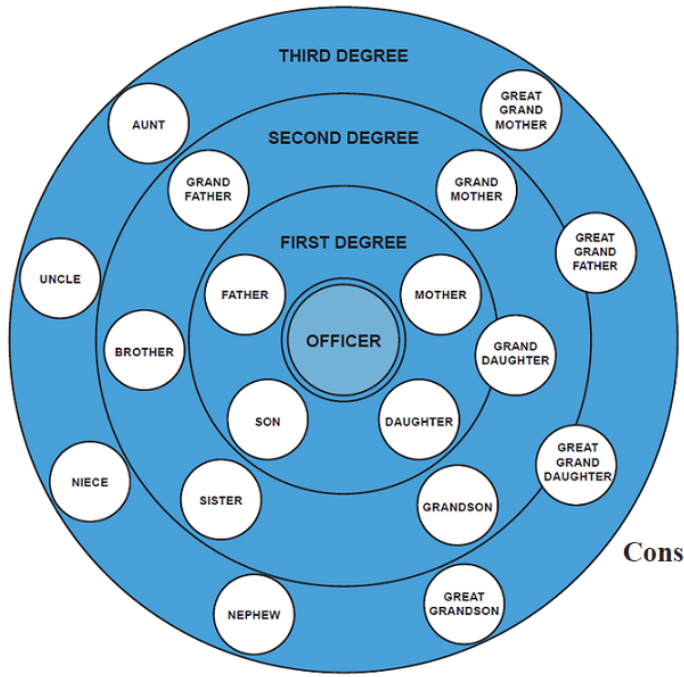 THIRD DEGREE
AUNT
GREAT
GRAND
MOTHER
SECOND DEGREE
GRAND
FATHER
GRAND
MOTHER
FIRST DEGREE
GREAT
GRAND
FATHER
UNCLE
FATHER
MOTHER
OFFICER
BROTHER
GRAND
DAUGHTER
SON
DAUGHTER
GREAT
GRAND
DAUGHTER
NIECE
SISTER
GRANDSON
Cons
NEPHEW
GREAT
GRANDSON